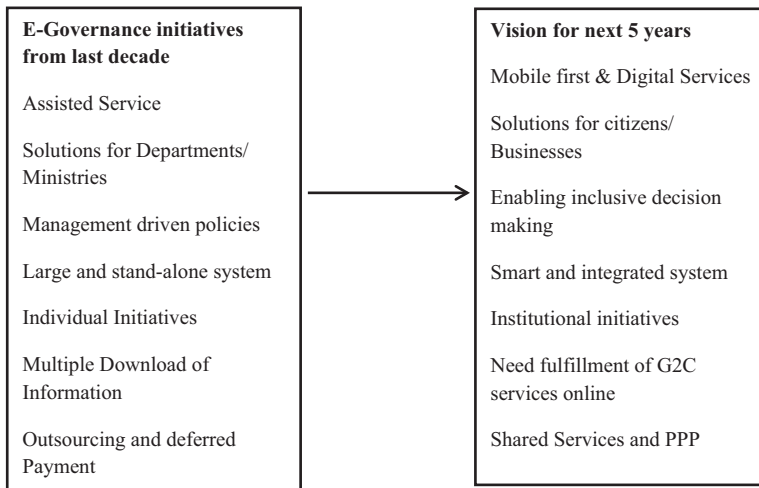 E-Governance initiatives
from last decade
Assisted Service
Solutions for Departments/
Ministries
Management driven policies
Large and stand-alone system
Individual Initiatives
Multiple Download of
Information
Outsourcing and deferred
Payment
Vision for next 5 years
Mobile first & Digital Services
Solutions for citizens/
Businesses
Enabling inclusive decision
making
Smart and integrated system
Institutional initiatives
Need fulfillment of G2C
services online
Shared Services and PPP